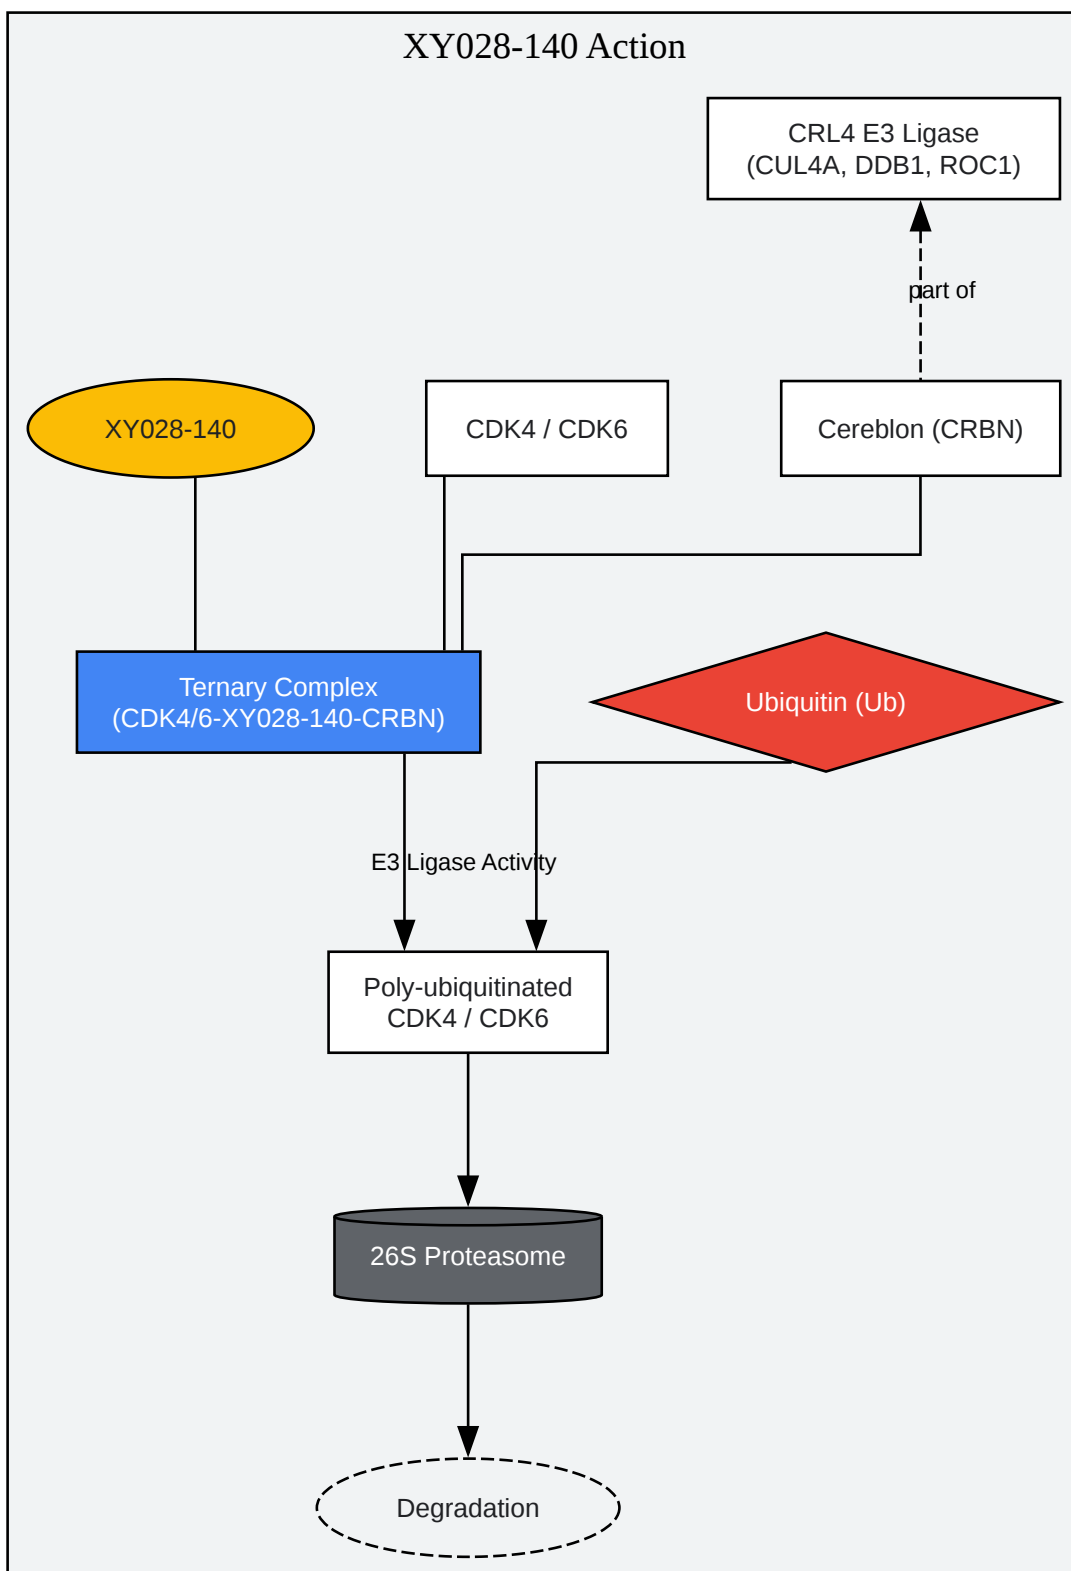 XY028-140 Action
CRL4 E3 Ligase
(CUL4A, DDB1, ROC1)
part of
XY028-140
CDK4 / CDK6
Cereblon (CRBN)
Ternary Complex
(CDK4/6-XY028-140-CRBN)
Ubiquitin (Ub)
E3 Ligase Activity
Poly-ubiquitinated
CDK4 / CDK6
26S Proteasome
Degradation